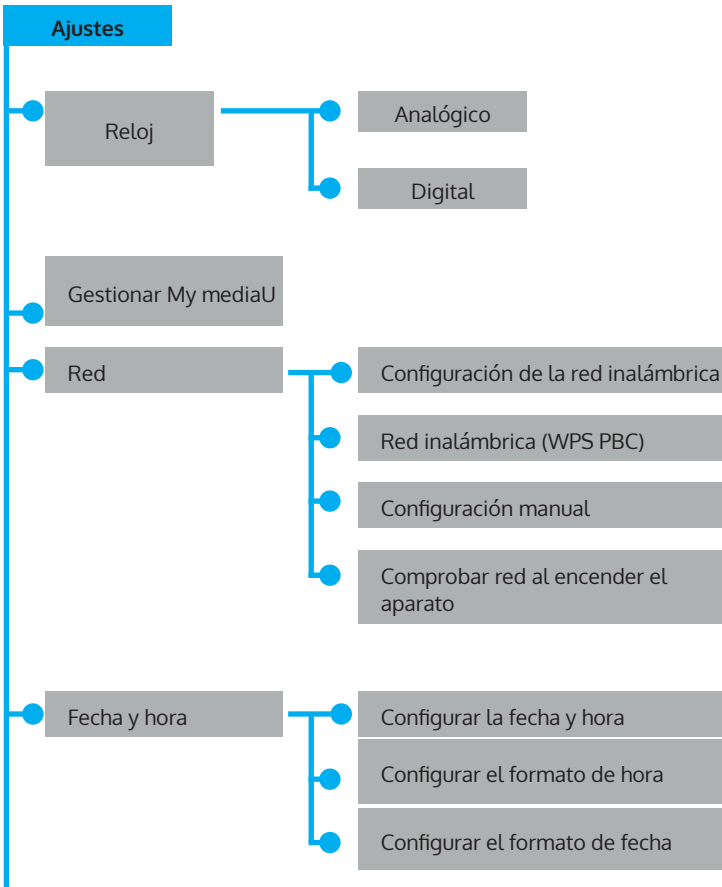 Ajustes
Reloj
Analógico
Digital
Gestionar My mediaU
Red
Configuración de la red inalámbrica
Red inalámbrica (WPS PBC)
Configuración manual
Comprobar red al encender el
aparato
Fecha y hora
Configurar la fecha y hora
Configurar el formato de hora
Configurar el formato de fecha